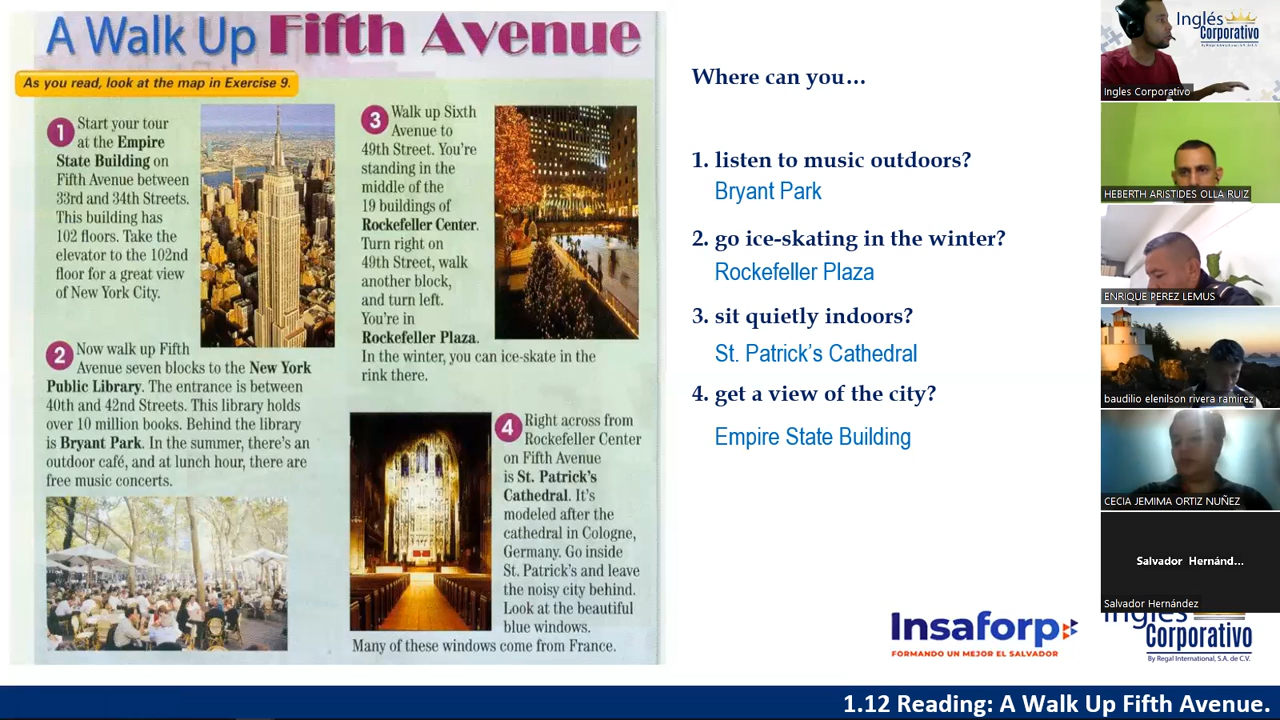 A Walk Up Fifth Avenue
As you read, look at the map in Exercise 9.
1 Start your tour
at the Empire
State Building on
Fifth Avenue between
33rd and 34th Streets.
This building has
102 floors. Take the
elevator to the 102nd
floor for a great view
of New York City.
2 Now walk up Fifth
Avenue seven blocks to the New York
Public Library. The entrance is between
40th and 42nd Streets. This library holds
over 10 million books. Behind the library
is Bryant Park. In the summer, there's an
outdoor café, and at lunch hour, there are
free music concerts.
3 Walk up Sixth
Avenue to
49th Street. You're
standing in the
middle of the
19 buildings of
Rockefeller Center.
Turn right on
49th Street, walk
another block,
and turn left.
You're in
Rockefeller Plaza.
In the winter, you can ice-skate in the
rink there.
4 Right across from
Rockefeller Center
on Fifth Avenue
is St. Patrick's
Cathedral. It's
modeled after the
cathedral in Cologne,
Germany. Go inside
St. Patrick's and leave
the noisy city behind.
Look at the beautiful
blue windows.
Many of these windows come from France.
Where can you…
1. listen to music outdoors?
Bryant Park
2. go ice-skating in the winter?
Rockefeller Plaza
3. sit quietly indoors?
St. Patrick's Cathedral
4. get a view of the city?
Empire State Building
Insaforp
FORMANDO UN MEJOR EL SALVADOR
Inglés
Corporativo
By Regal International, S.A. de C.V.
Ingles Corporativo
HEBERTH ARISTIDES OLLA RUIZ
ENRIQUE PEREZ LEMUS
baudilio elenilson rivera ramirez
CECIA JEMIMA ORTIZ NUÑEZ
Salvador Hernánd...
Salvador Hernández
Inglés
Corporativo
By Regal International, S.A. de C.V.
1.12 Reading: A Walk Up Fifth Avenue.